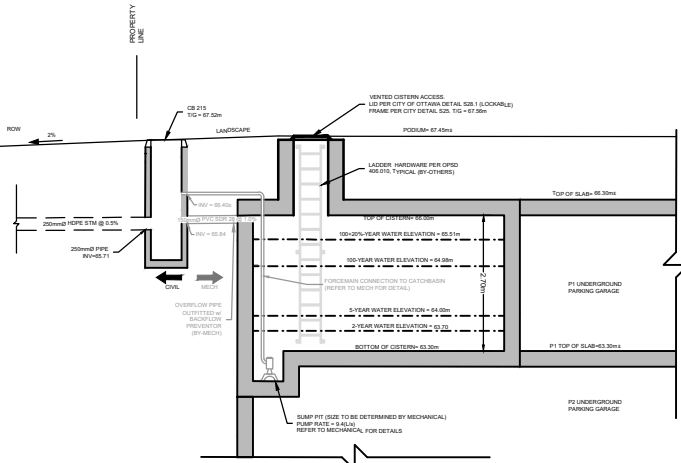 PROPERTY
LINE
CB 215
T/G = 67.52m
VENTED CISTERN ACCESS.
LID PER CITY OF OTTAWA DETAIL S28.1 (LOCKABLE)
FRAME PER CITY DETAIL S25. T/G = 67.56m
ROW
2%
LANDSCAPE
PODIUM= 67.45m±
LADDER HARDWARE PER OPSD
406.010, TYPICAL (BY-OTHERS)
TOP OF SLAB= 66.30m±
250mmØ HDPE STM @ 0.5%
150mmØ PVC SDR 28 @ 1.0%
INV = 65.84
TOP OF CISTERN= 66.00m
100+20%-YEAR WATER ELEVATION = 65.51m
250mmØ PIPE
INV=65.71
100-YEAR WATER ELEVATION = 64.98m
CIVIL
MECH
FORCEMAIN CONNECTION TO CATCHBASIN
(REFER TO MECH FOR DETAIL)
2.70m
P1 UNDERGROUND
PARKING GARAGE
OVERFLOW PIPE
OUTFITTED w/
BACKFLOW
PREVENTOR
(BY-MECH)
5-YEAR WATER ELEVATION = 64.00m
2-YEAR WATER ELEVATION = 63.70
BOTTOM OF CISTERN= 63.30m
P1 TOP OF SLAB=63.30m±
P2 UNDERGROUND
PARKING GARAGE
SUMP PIT (SIZE TO BE DETERMINED BY MECHANICAL)
PUMP RATE = 9.4(L/s)
REFER TO MECHANICAL FOR DETAILS